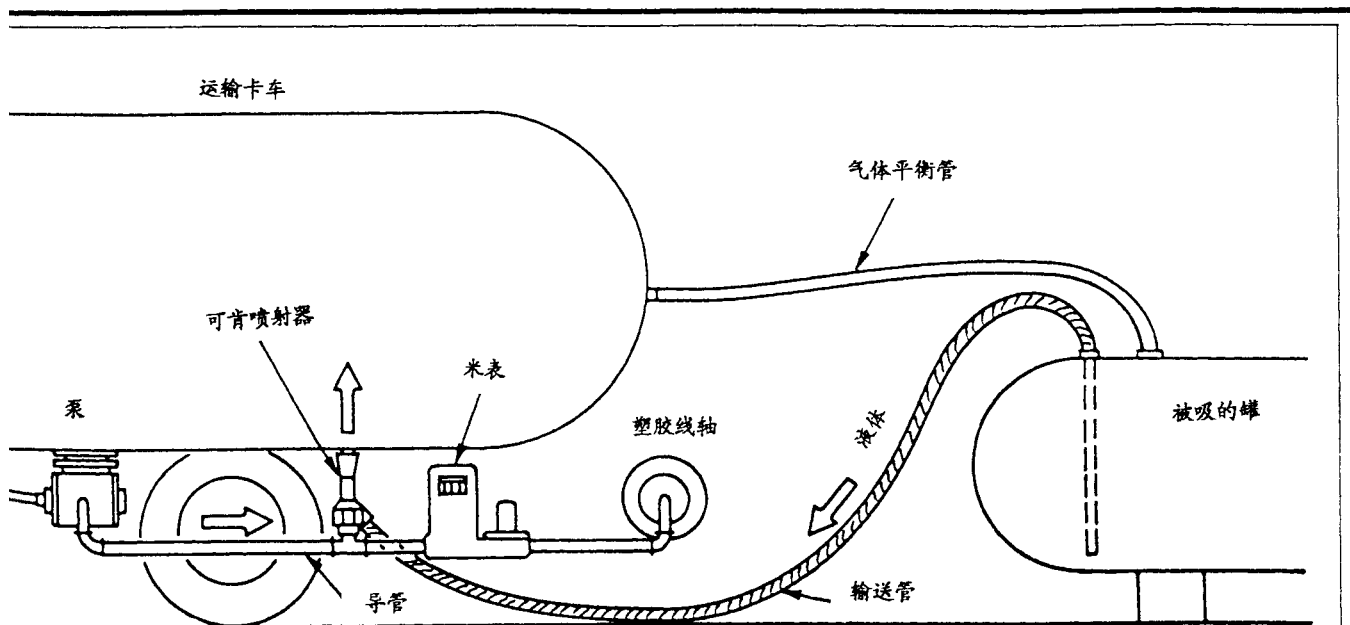 运输卡车
气体平衡管
可肯喷射器
米表
泵
塑胶线轴
液体
被吸的罐
导管
输送管